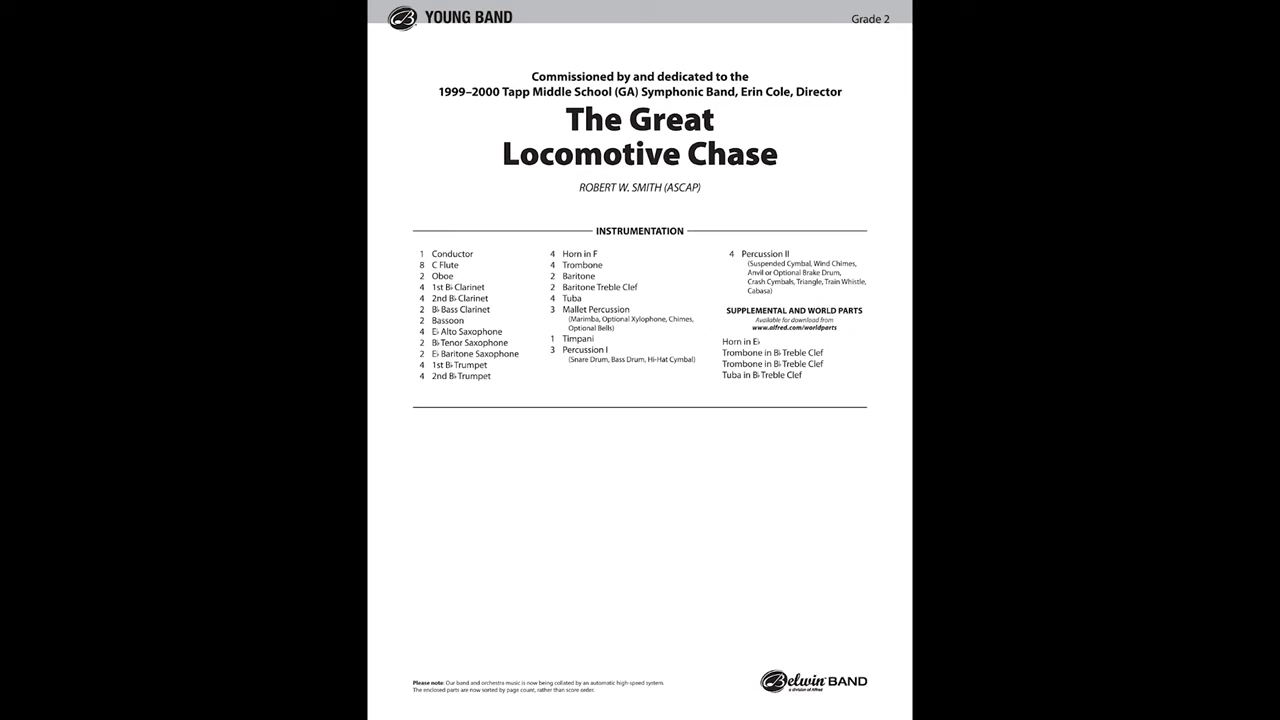 YOUNG BAND
Grade 2
Commissioned by and dedicated to the
1999–2000 Tapp Middle School (GA) Symphonic Band, Erin Cole, Director
The Great
Locomotive Chase
ROBERT W. SMITH (ASCAP)
INSTRUMENTATION
1 Conductor
8 C Flute
2 Oboe
4 1st B♭ Clarinet
4 2nd B♭ Clarinet
2 B♭ Bass Clarinet
2 Bassoon
4 E♭ Alto Saxophone
2 B♭ Tenor Saxophone
2 E♭ Baritone Saxophone
4 1st B♭ Trumpet
4 2nd B♭ Trumpet
4 Horn in F
4 Trombone
2 Baritone
2 Baritone Treble Clef
4 Tuba
3 Mallet Percussion
(Marimba, Optional Xylophone, Chimes,
Optional Bells)
1 Timpani
3 Percussion I
(Snare Drum, Bass Drum, Hi-Hat Cymbal)
4 Percussion II
(Suspended Cymbal, Wind Chimes,
Anvil or Optional Brake Drum,
Crash Cymbals, Triangle, Train Whistle,
Cabasa)
SUPPLEMENTAL AND WORLD PARTS
Available for download from
www.alfred.com/worldparts
Horn in E♭
Trombone in B♭ Treble Clef
Trombone in B♭ Treble Clef
Tuba in B♭ Treble Clef
Please note: Our band and orchestra music is now being collated by an automatic high-speed system.
The enclosed parts are now sorted by page count, rather than score order.
Belwin BAND
a division of Alfred